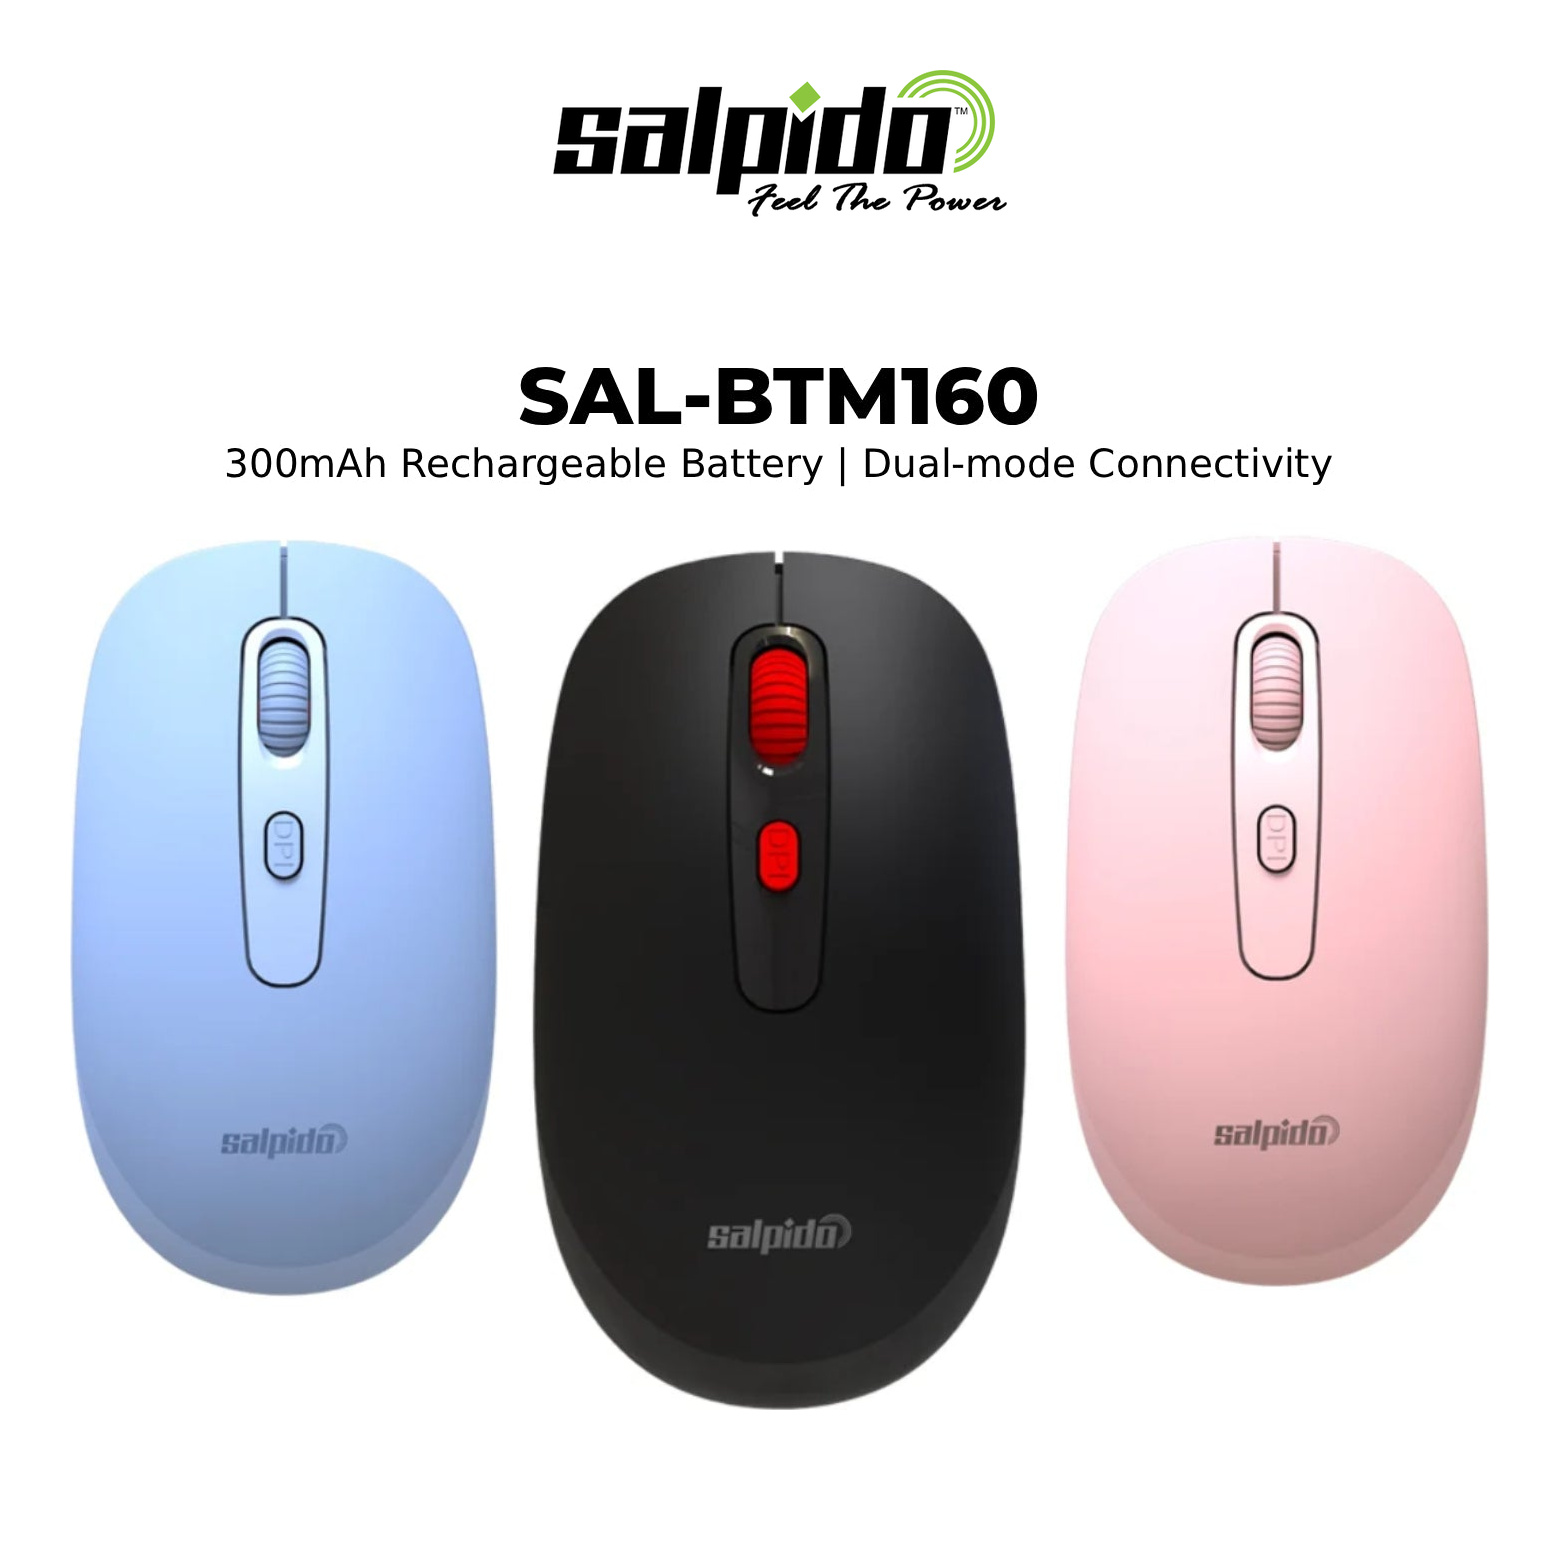 salpido™
Feel The Power
SAL-BTM160
300mAh Rechargeable Battery | Dual-mode Connectivity
DPI
DPI
DPI
salpido
salpido
salpido